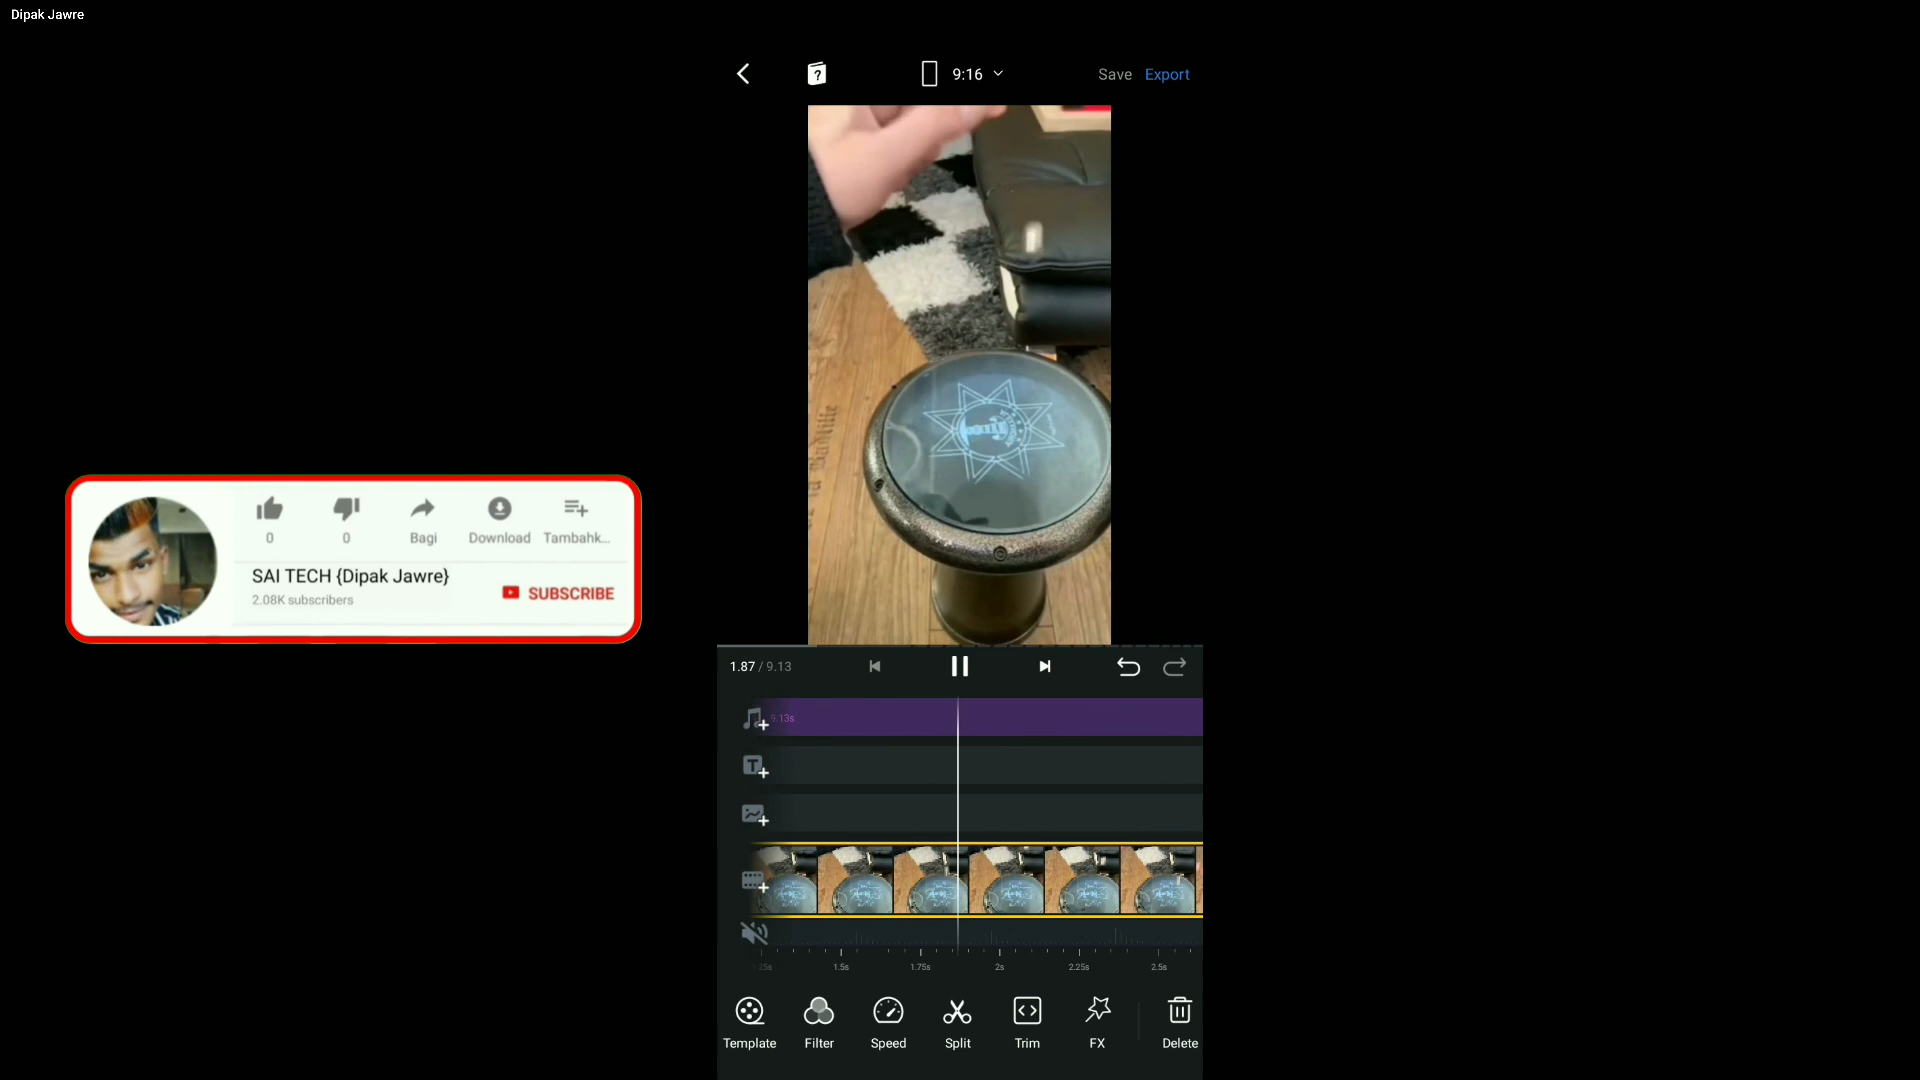 Dipak Jawre
9:16
Save
Export
0
0
Bagi
Download
Tambahk...
SAI TECH {Dipak Jawre}
2.08K subscribers
SUBSCRIBE
1.87 / 9.13
9.13s
1.5s
1.75s
2s
2.25s
2.5s
Template
Filter
Speed
Split
Trim
FX
Delete